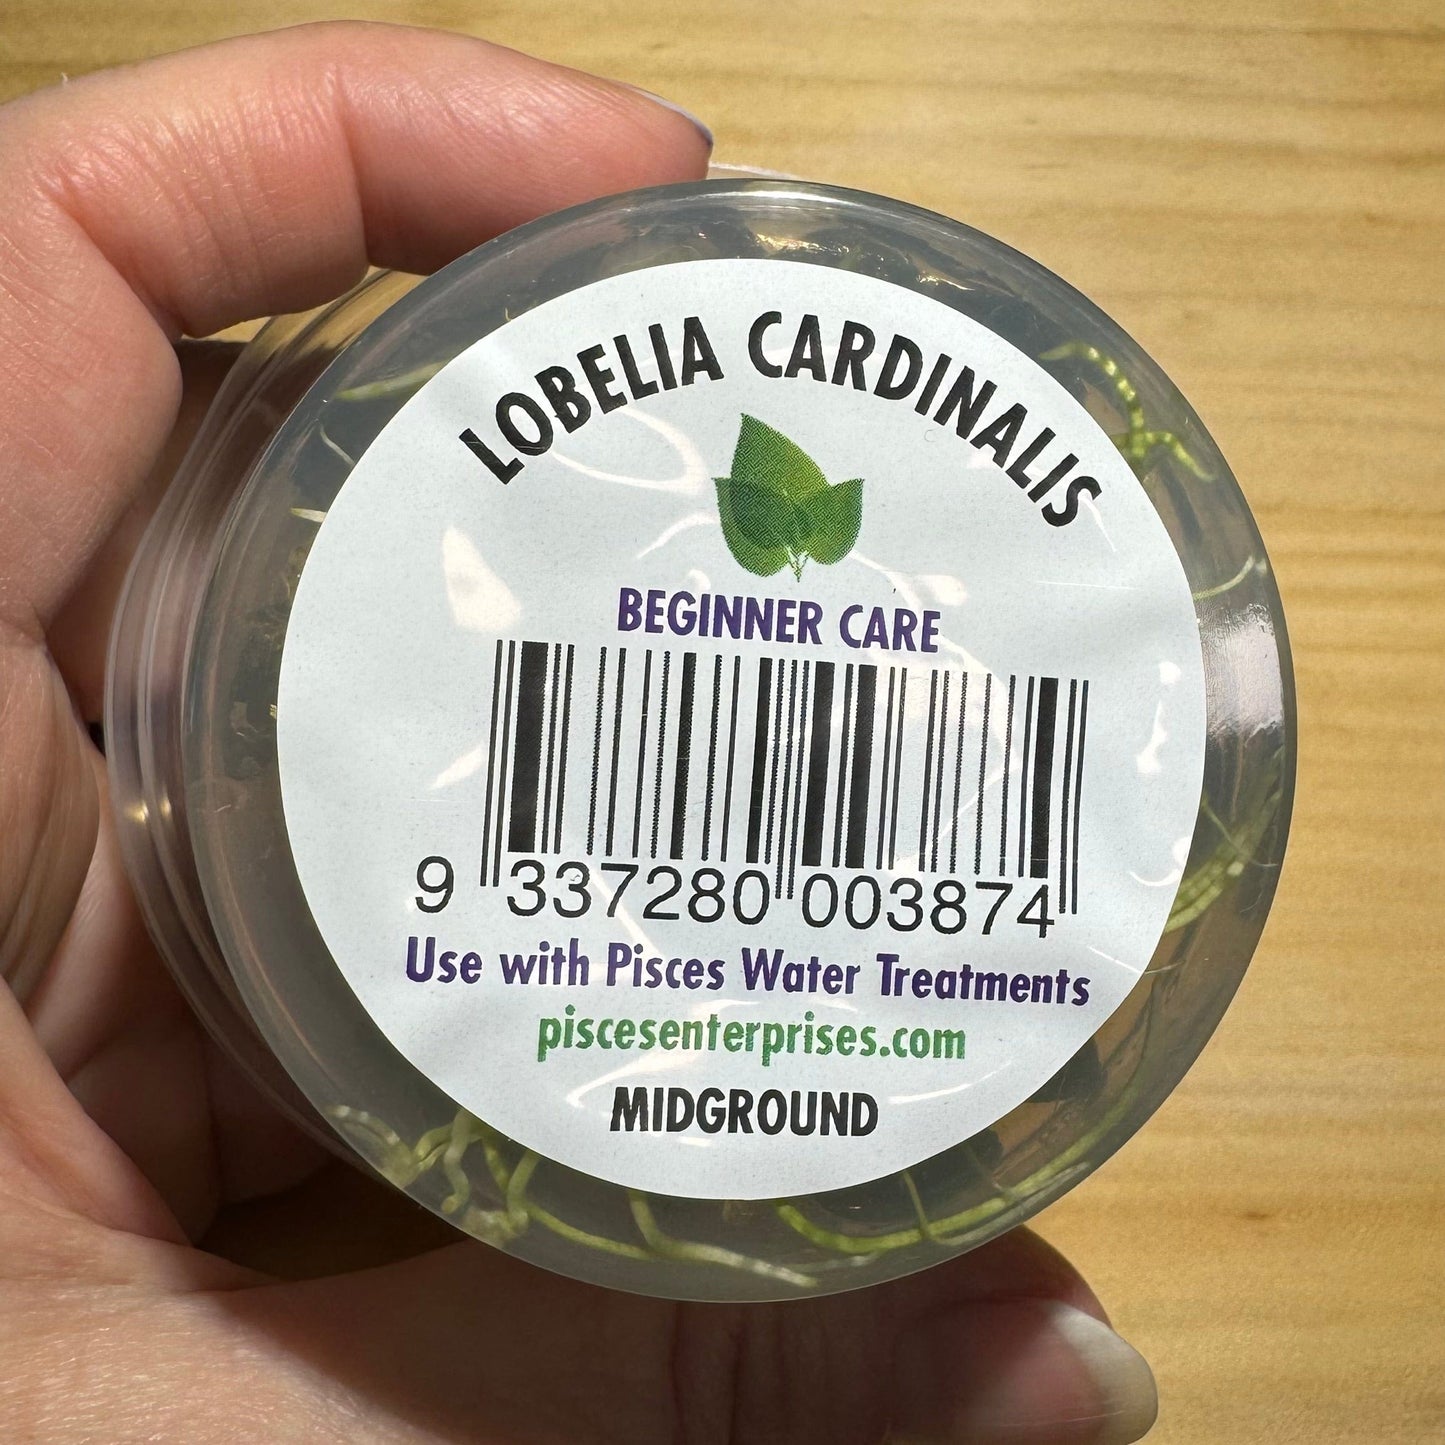 LOBELIA CARDINALIS
BEGINNER CARE
9 337280 003874
Use with Pisces Water Treatments
piscesenterprises.com
MIDGROUND